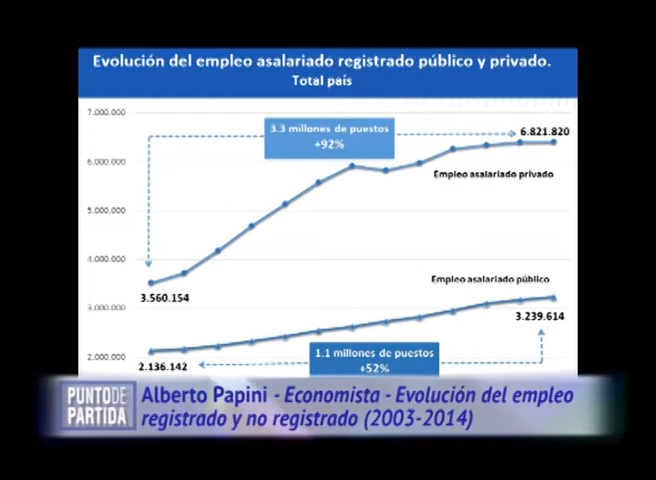 Evolución del empleo asalariado registrado público y privado.
Total país
7.000.000
3.3 millones de puestos
+92%
6.821.820
6.000.000
Empleo asalariado privado
5.000.000
4.000.000
Empleo asalariado público
3.560.154
3.000.000
3.239.614
2.000.000
2.136.142
1.1 millones de puestos
+52%
PUNTO DE
PARTIDA
Alberto Papini - Economista - Evolución del empleo
registrado y no registrado (2003-2014)